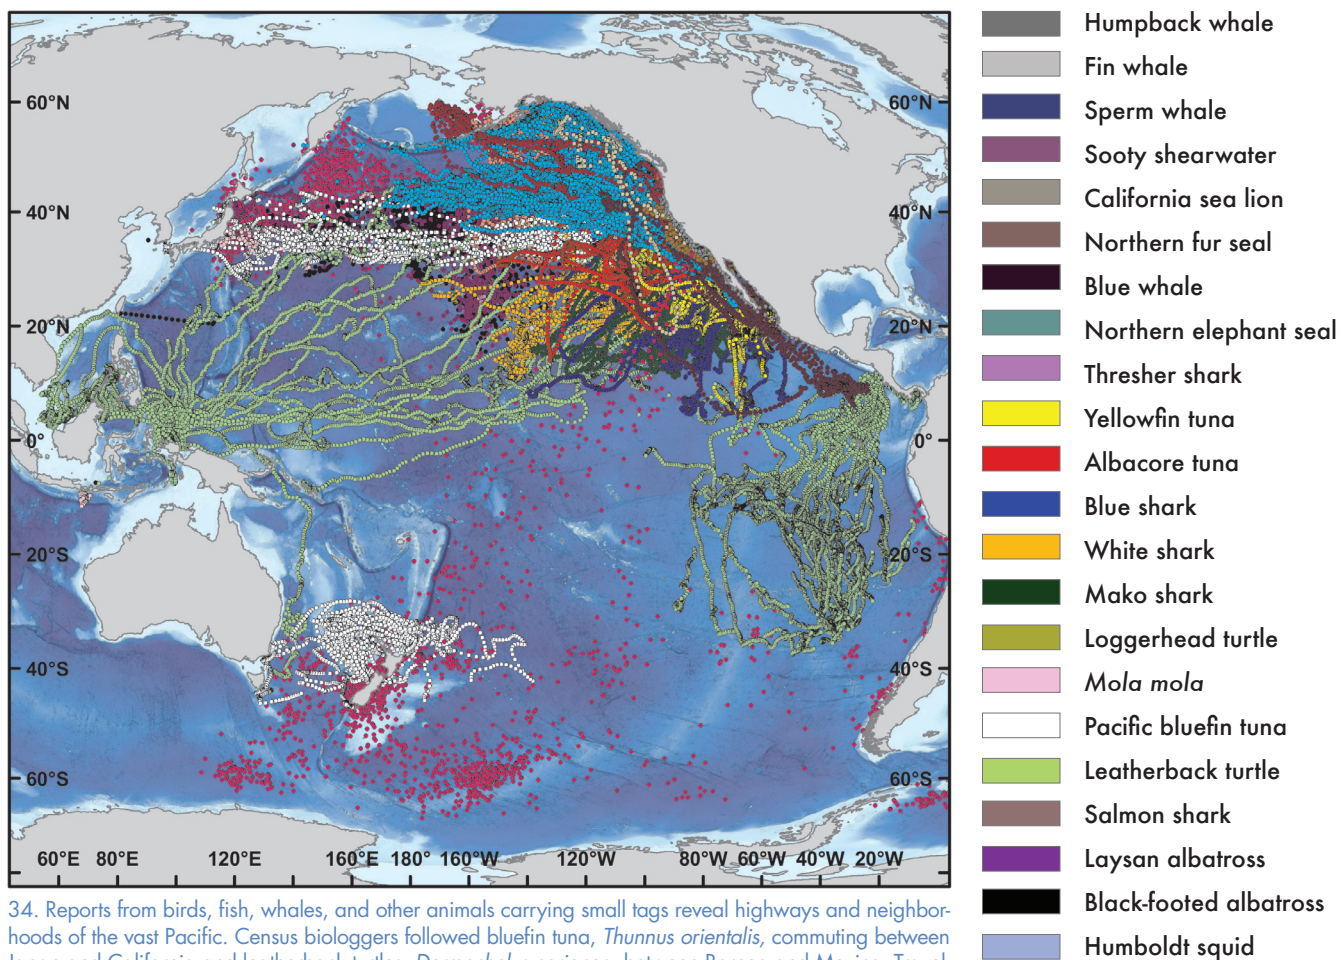 60°N
60°N
40°N
40°N
20°N
20°N
0°
0°
20°S
20°S
40°S
40°S
60°S
60°S
60°E 80°E 120°E 160°E 180° 160°W 120°W 80°W 60°W 40°W 20°W
Humpback whale
Fin whale
Sperm whale
Sooty shearwater
California sea lion
Northern fur seal
Blue whale
Northern elephant seal
Thresher shark
Yellowfin tuna
Albacore tuna
Blue shark
White shark
Mako shark
Loggerhead turtle
Mola mola
Pacific bluefin tuna
Leatherback turtle
Salmon shark
Laysan albatross
Black-footed albatross
Humboldt squid
34. Reports from birds, fish, whales, and other animals carrying small tags reveal highways and neighbor-
hoods of the vast Pacific. Census biologgers followed bluefin tuna, Thunnus orientalis, commuting between